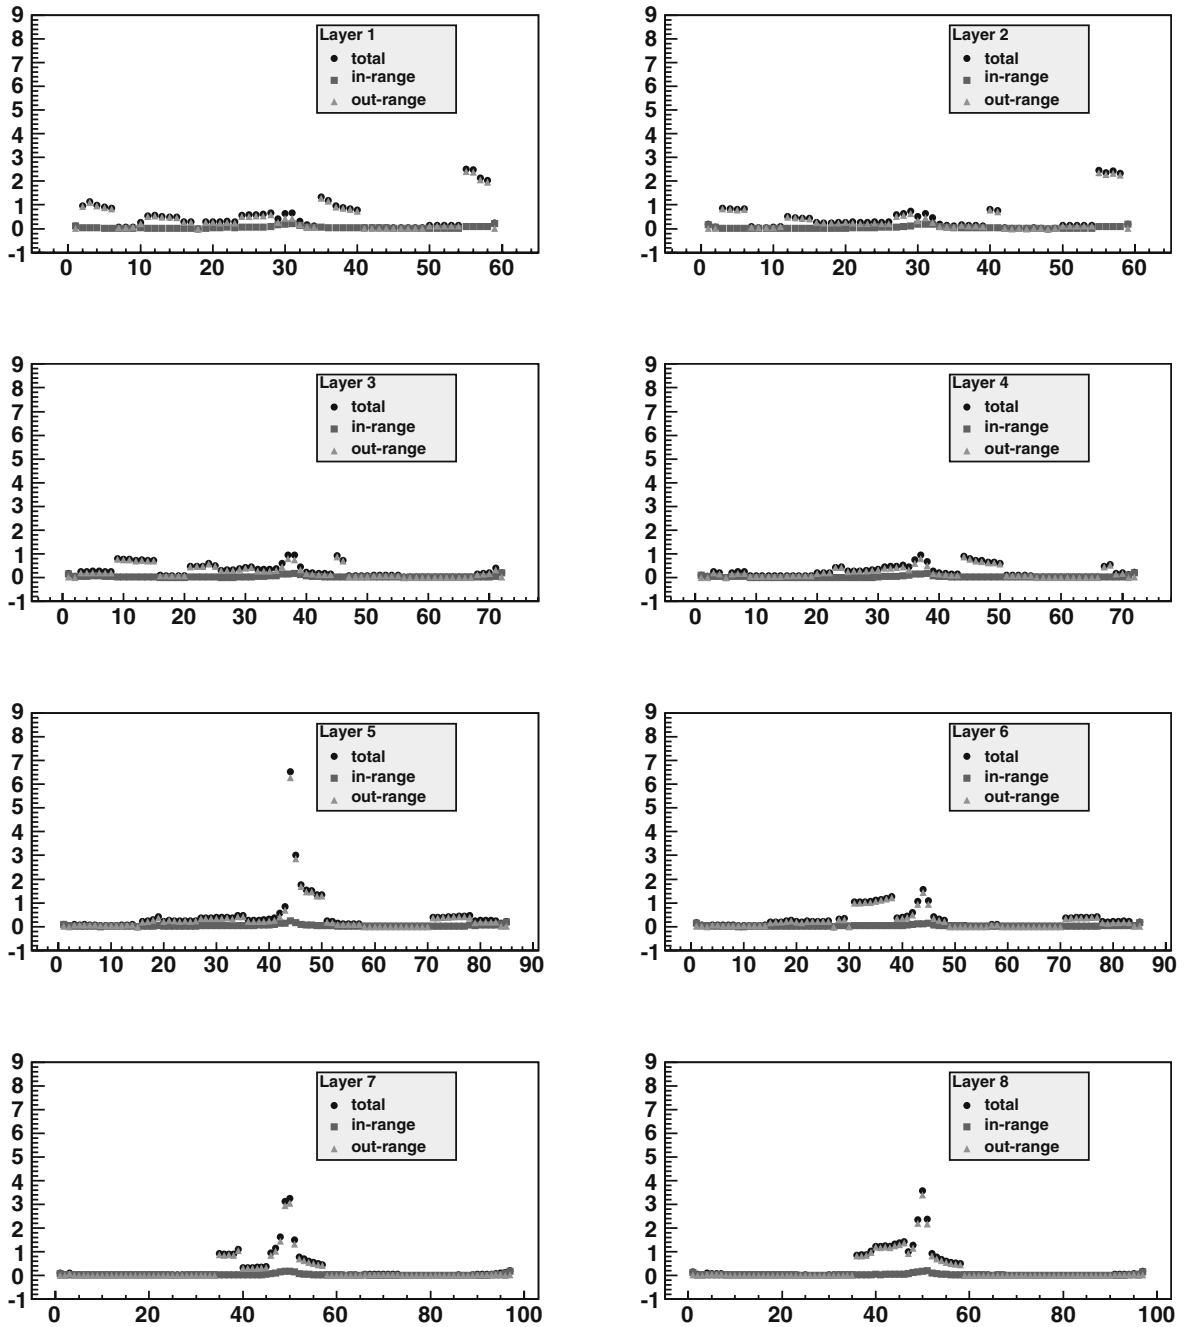 9
8
7
6
5
4
3
2
1
0
-1
Layer 1
total
in-range
out-range
0 10 20 30 40 50 60
9
8
7
6
5
4
3
2
1
0
-1
Layer 2
total
in-range
out-range
0 10 20 30 40 50 60
9
8
7
6
5
4
3
2
1
0
-1
Layer 3
total
in-range
out-range
0 10 20 30 40 50 60 70
9
8
7
6
5
4
3
2
1
0
-1
Layer 4
total
in-range
out-range
0 10 20 30 40 50 60 70
9
8
7
6
5
4
3
2
1
0
-1
Layer 5
total
in-range
out-range
0 10 20 30 40 50 60 70 80 90
9
8
7
6
5
4
3
2
1
0
-1
Layer 6
total
in-range
out-range
0 10 20 30 40 50 60 70 80 90
9
8
7
6
5
4
3
2
1
0
-1
Layer 7
total
in-range
out-range
0 20 40 60 80 100
9
8
7
6
5
4
3
2
1
0
-1
Layer 8
total
in-range
out-range
0 20 40 60 80 100